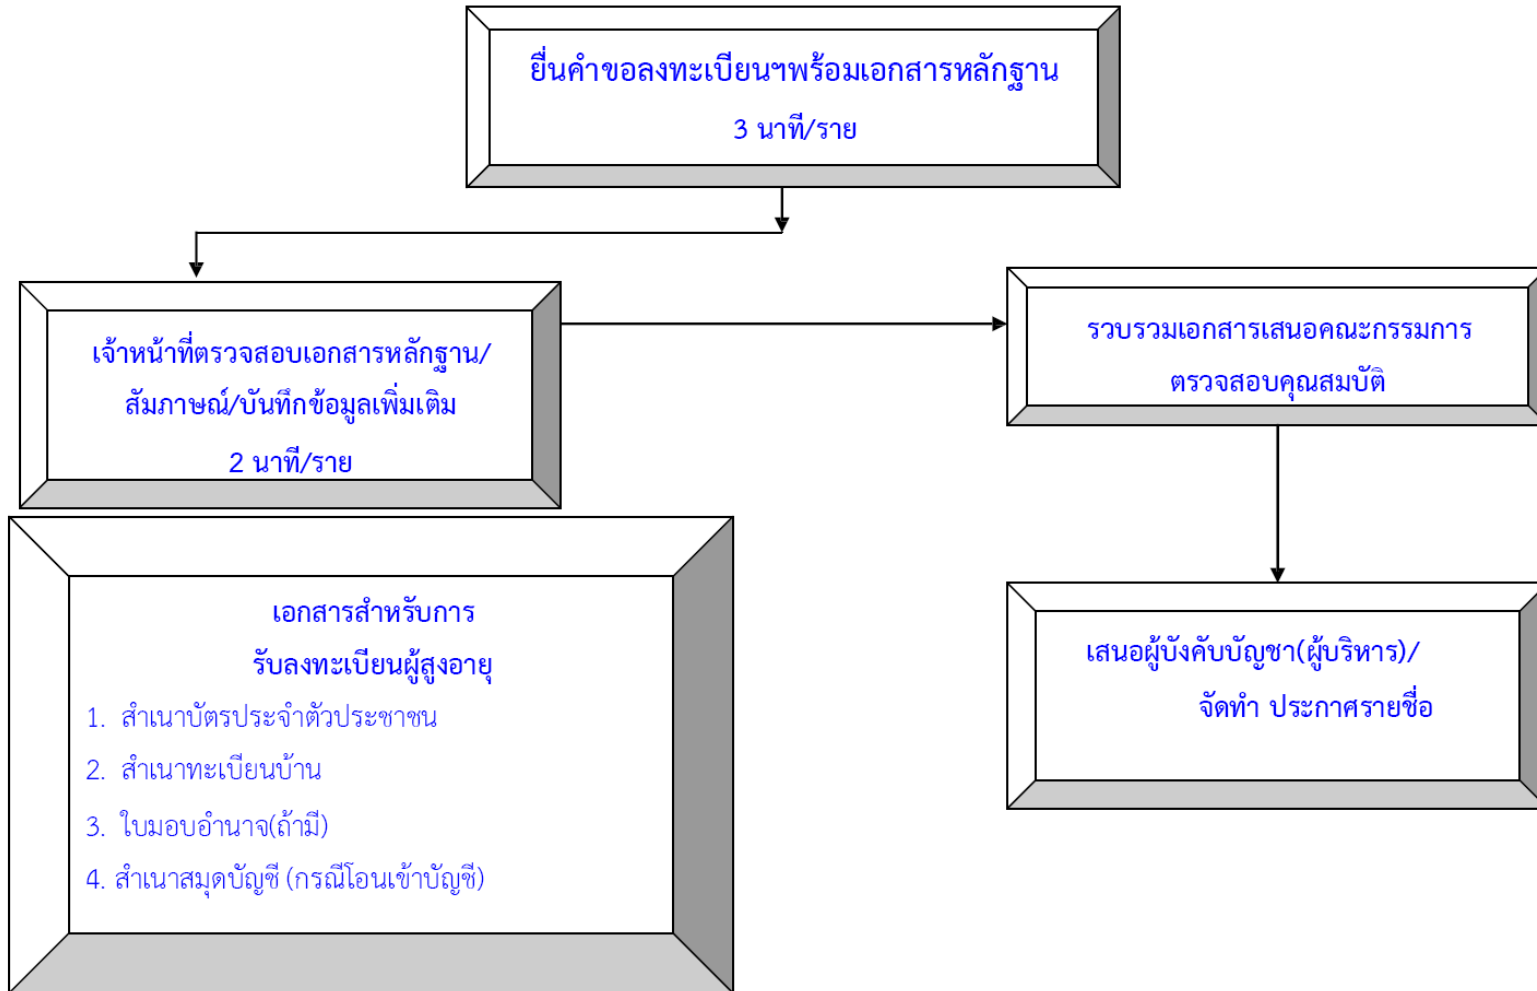 ยื่นคำขอลงทะเบียนฯพร้อมเอกสารหลักฐาน
3 นาที/ราย
เจ้าหน้าที่ตรวจสอบเอกสารหลักฐาน/
สัมภาษณ์/บันทึกข้อมูลเพิ่มเติม
2 นาที/ราย
รวบรวมเอกสารเสนอคณะกรรมการ
ตรวจสอบคุณสมบัติ
เอกสารสำหรับการ
รับลงทะเบียนผู้สูงอายุ
1. สำเนาบัตรประจำตัวประชาชน
2. สำเนาทะเบียนบ้าน
3. ใบมอบอำนาจ(ถ้ามี)
4. สำเนาสมุดบัญชี (กรณีโอนเข้าบัญชี)
เสนอผู้บังคับบัญชา(ผู้บริหาร)/
จัดทำ ประกาศรายชื่อ